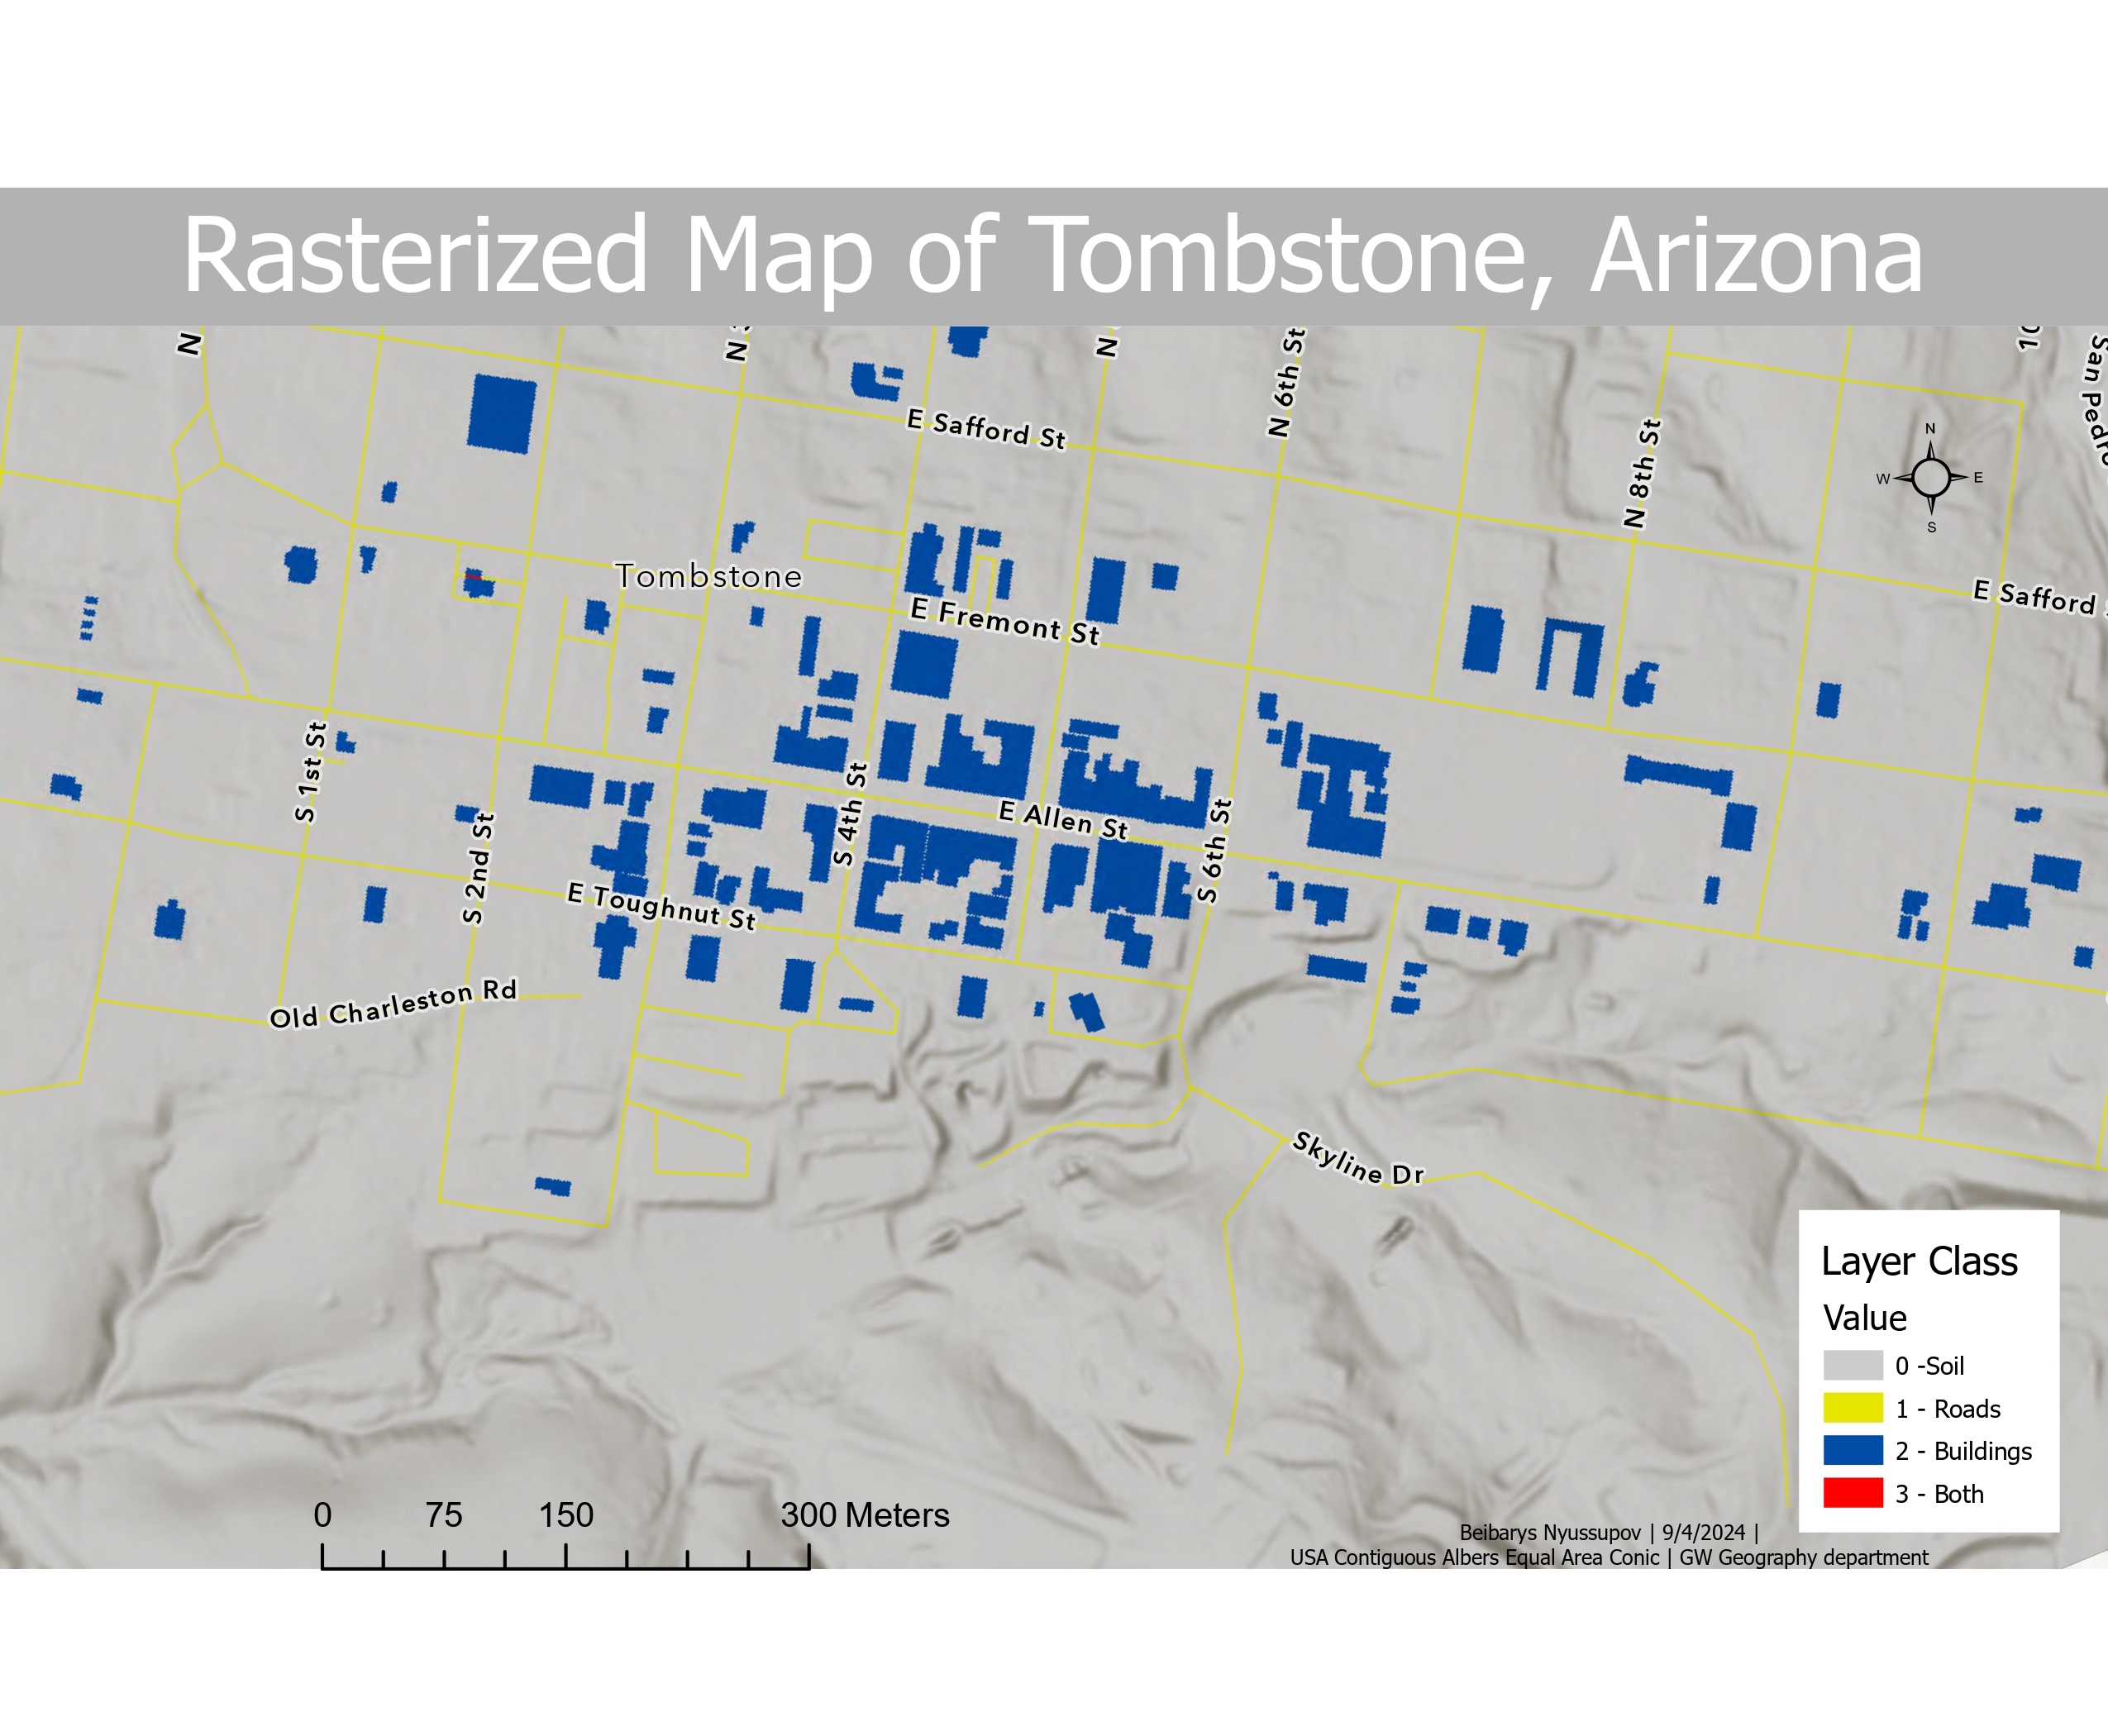 Rasterized Map of Tombstone, Arizona
N
N
N
N 6th St
10
San Pedro
E Safford St
N 8th St
N
W
E
S
Tombstone
E Safford
E Fremont St
S 1st St
S 4th St
E Allen St
S 2nd St
S 6th St
E Toughnut St
Old Charleston Rd
Skyline Dr
Layer Class
Value
0 -Soil
1 - Roads
2 - Buildings
3 - Both
0 75 150 300 Meters
Beibarys Nyussupov | 9/4/2024 |
USA Contiguous Albers Equal Area Conic | GW Geography department